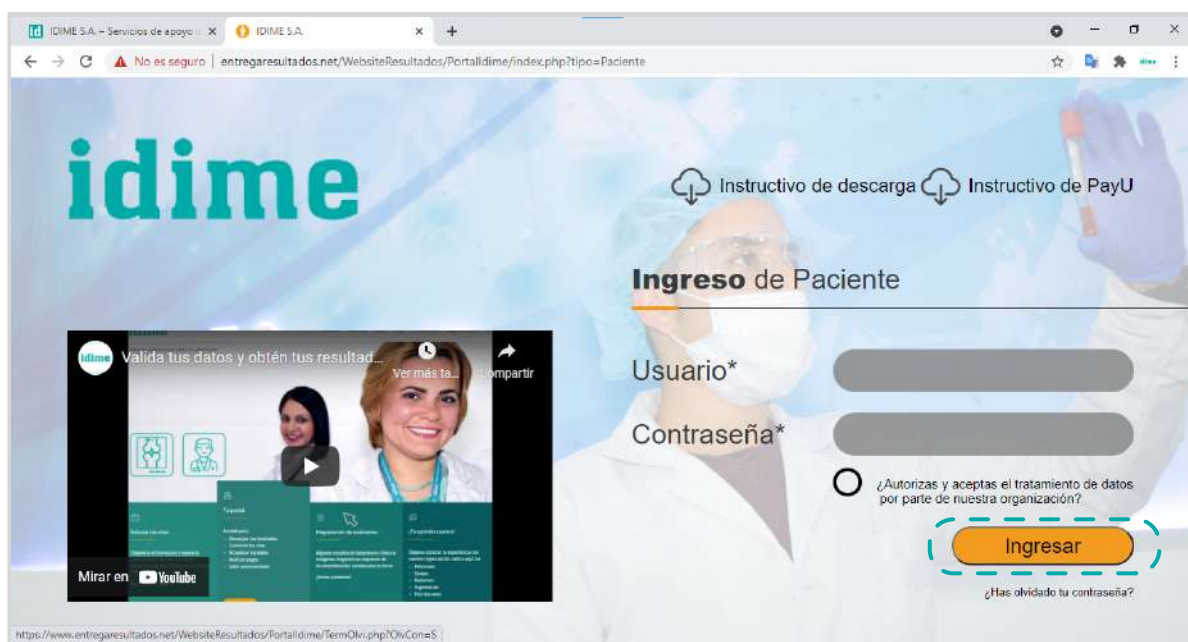 IDIME S.A. – Servicios de apoyo
IDIME S.A.
No es seguro | entregaresultados.net/WebsiteResultados/PortalIdime/index.php?tipo=Paciente
idime
Instructivo de descarga
Instructivo de PayU
Ingreso de Paciente
idime
Valida tus datos y obtén tus resultad...
Ver más ta...
Compartir
Usuario*
Contraseña*
¿Autorizas y aceptas el tratamiento de datos
por parte de nuestra organización?
Ingresar
¿Has olvidado tu contraseña?
Mirar en YouTube
https://www.entregaresultados.net/WebsiteResultados/PortalIdime/TermOlvi.php?OlvCon=S